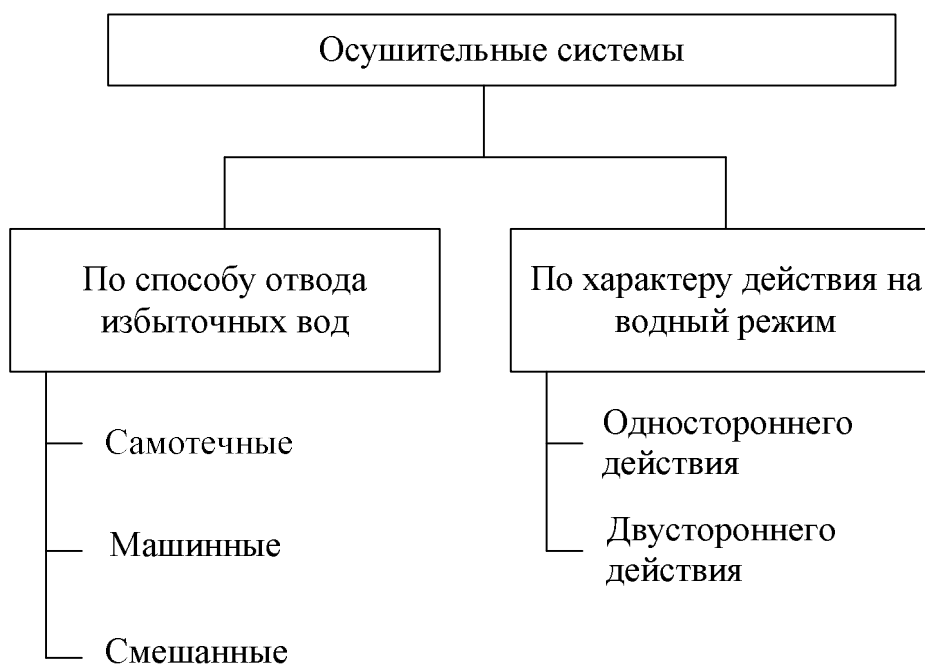 Осушительные системы
По способу отвода
избыточных вод
Самотечные
Машинные
Смешанные
По характеру действия на
водный режим
Одностороннего
действия
Двустороннего
действия